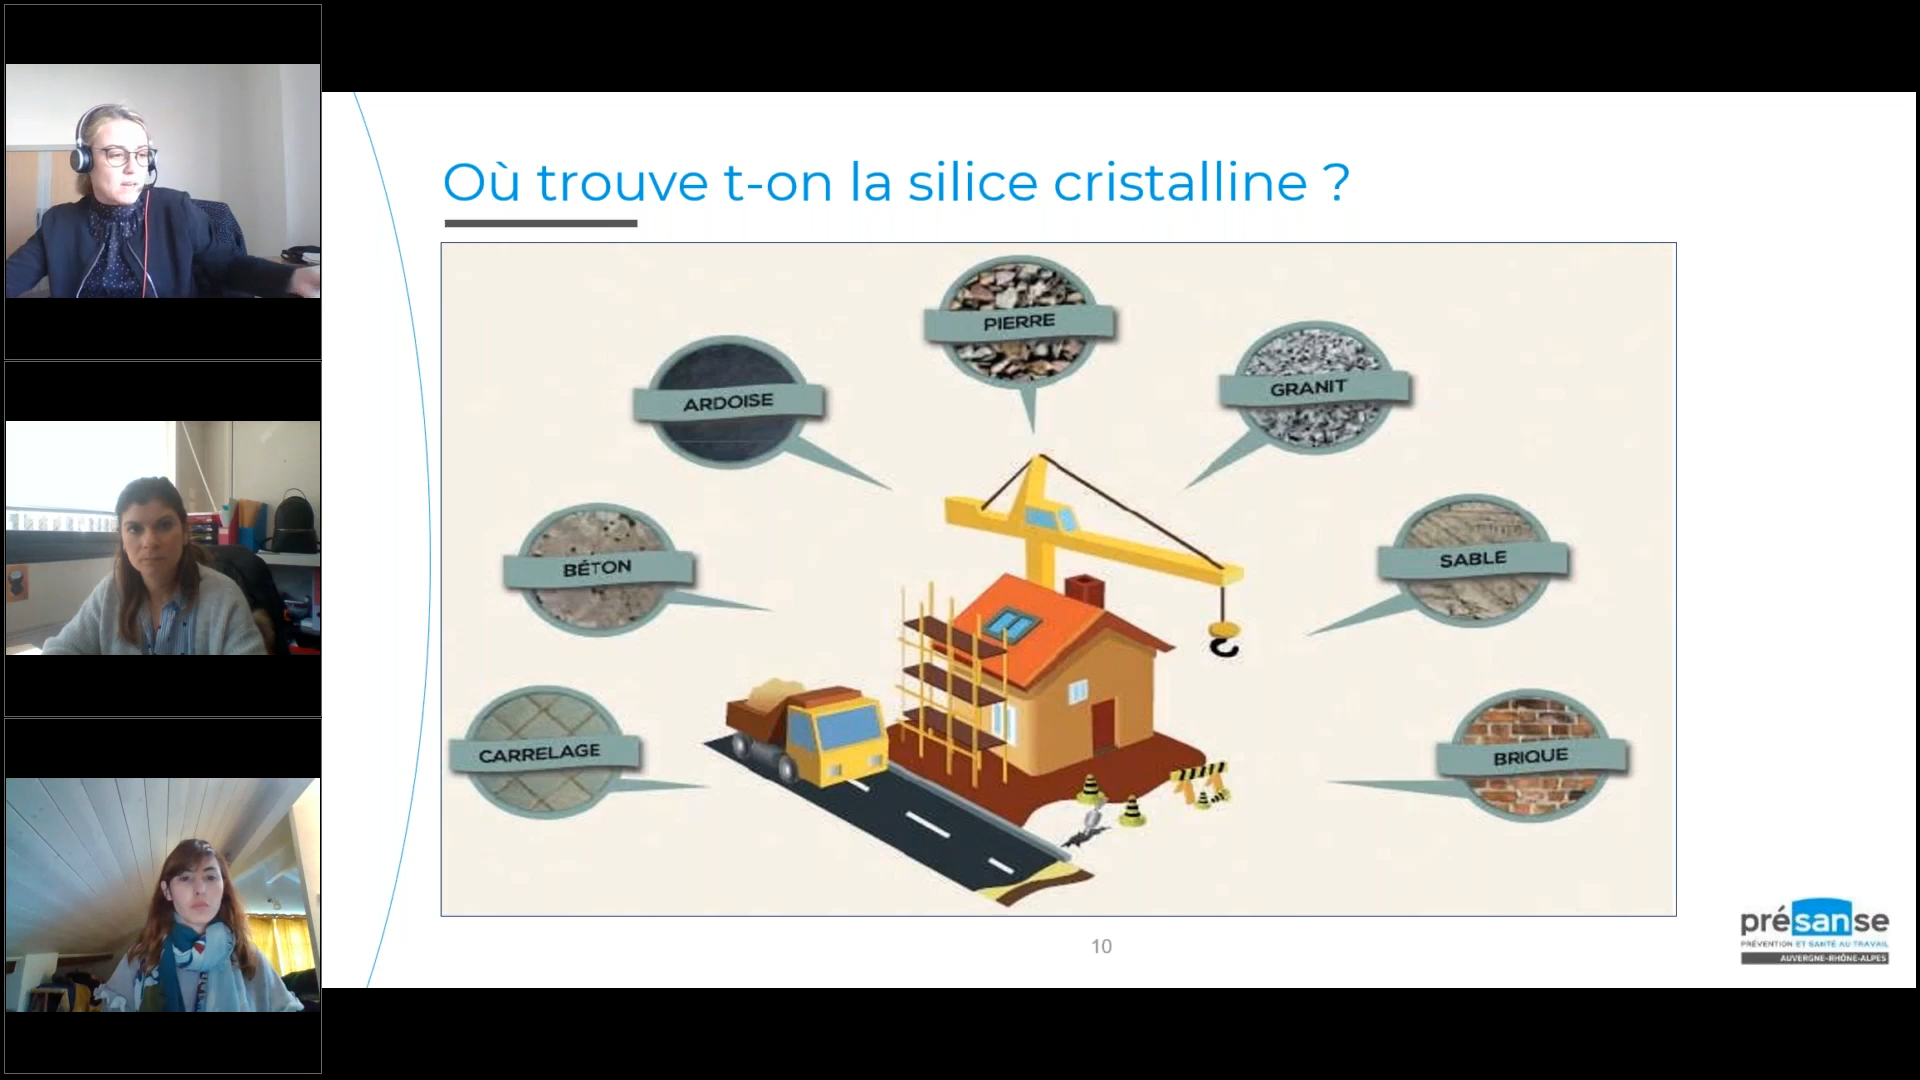 Où trouve t-on la silice cristalline ?
PIERRE
ARDOISE
GRANIT
BÉTON
SABLE
CARRELAGE
BRIQUE
10
présanse
PRÉVENTION ET SANTÉ AU TRAVAIL
AUVERGNE-RHÔNE-ALPES